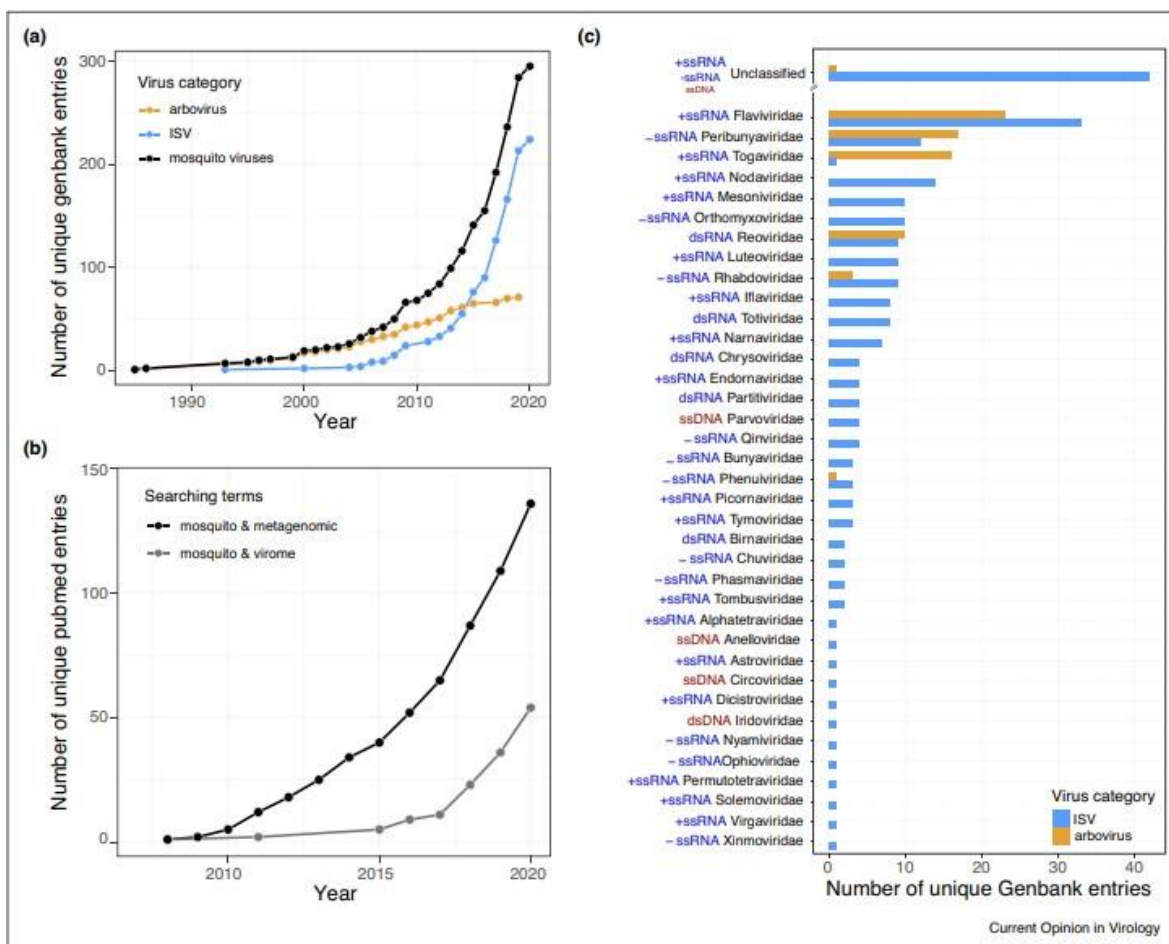 (a)
300
200
100
0
Number of unique genbank entries
Virus category
arbovirus
ISV
mosquito viruses
1990
2000
2010
2020
Year
(b)
150
100
50
0
Number of unique pubmed entries
Searching terms
mosquito & metagenomic
mosquito & virome
2010
2015
2020
Year
(c)
+ssRNA
-ssRNA Unclassified
ssDNA
+ssRNA Flaviviridae
−ssRNA Peribunyaviridae
+ssRNA Togaviridae
+ssRNA Nodaviridae
+ssRNA Mesoniviridae
−ssRNA Orthomyxoviridae
dsRNA Reoviridae
+ssRNA Luteoviridae
−ssRNA Rhabdoviridae
+ssRNA Iflaviridae
dsRNA Totiviridae
+ssRNA Narnaviridae
dsRNA Chrysoviridae
+ssRNA Endornaviridae
dsRNA Partitiviridae
ssDNA Parvoviridae
− ssRNA Qinviridae
− ssRNA Bunyaviridae
− ssRNA Phenuiviridae
+ssRNA Picornaviridae
+ssRNA Tymoviridae
dsRNA Birnaviridae
− ssRNA Chuviridae
−ssRNA Phasmaviridae
+ssRNA Tombusviridae
+ssRNA Alphatetraviridae
ssDNA Anelloviridae
+ssRNA Astroviridae
ssDNA Circoviridae
+ssRNA Dicistroviridae
dsDNA Iridoviridae
− ssRNA Nyamiviridae
− ssRNAOphioviridae
+ssRNA Permutotetraviridae
+ssRNA Solemoviridae
+ssRNA Virgaviridae
− ssRNA Xinmoviridae
Virus category
ISV
arbovirus
0 10 20 30 40
Number of unique Genbank entries
Current Opinion in Virology